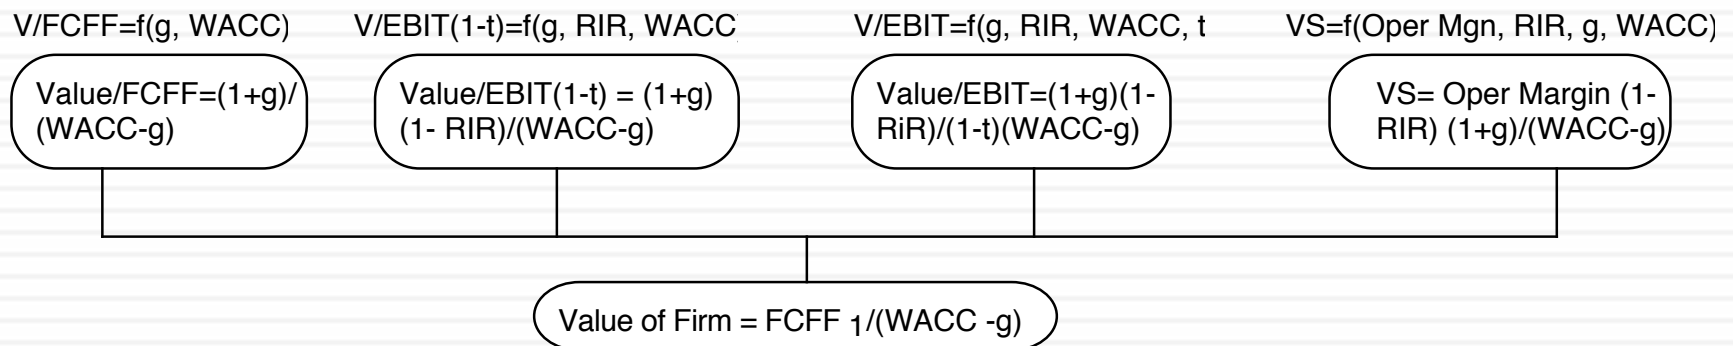 V/FCFF=f(g, WACC)
V/EBIT(1-t)=f(g, RIR, WACC
V/EBIT=f(g, RIR, WACC, t
VS=f(Oper Mgn, RIR, g, WACC)
Value/FCFF=(1+g)/
(WACC-g)
Value/EBIT(1-t) = (1+g)
(1- RIR)/(WACC-g)
Value/EBIT=(1+g)(1-
RiR)/(1-t)(WACC-g)
VS= Oper Margin (1-
RIR) (1+g)/(WACC-g)
Value of Firm = FCFF 1/(WACC -g)